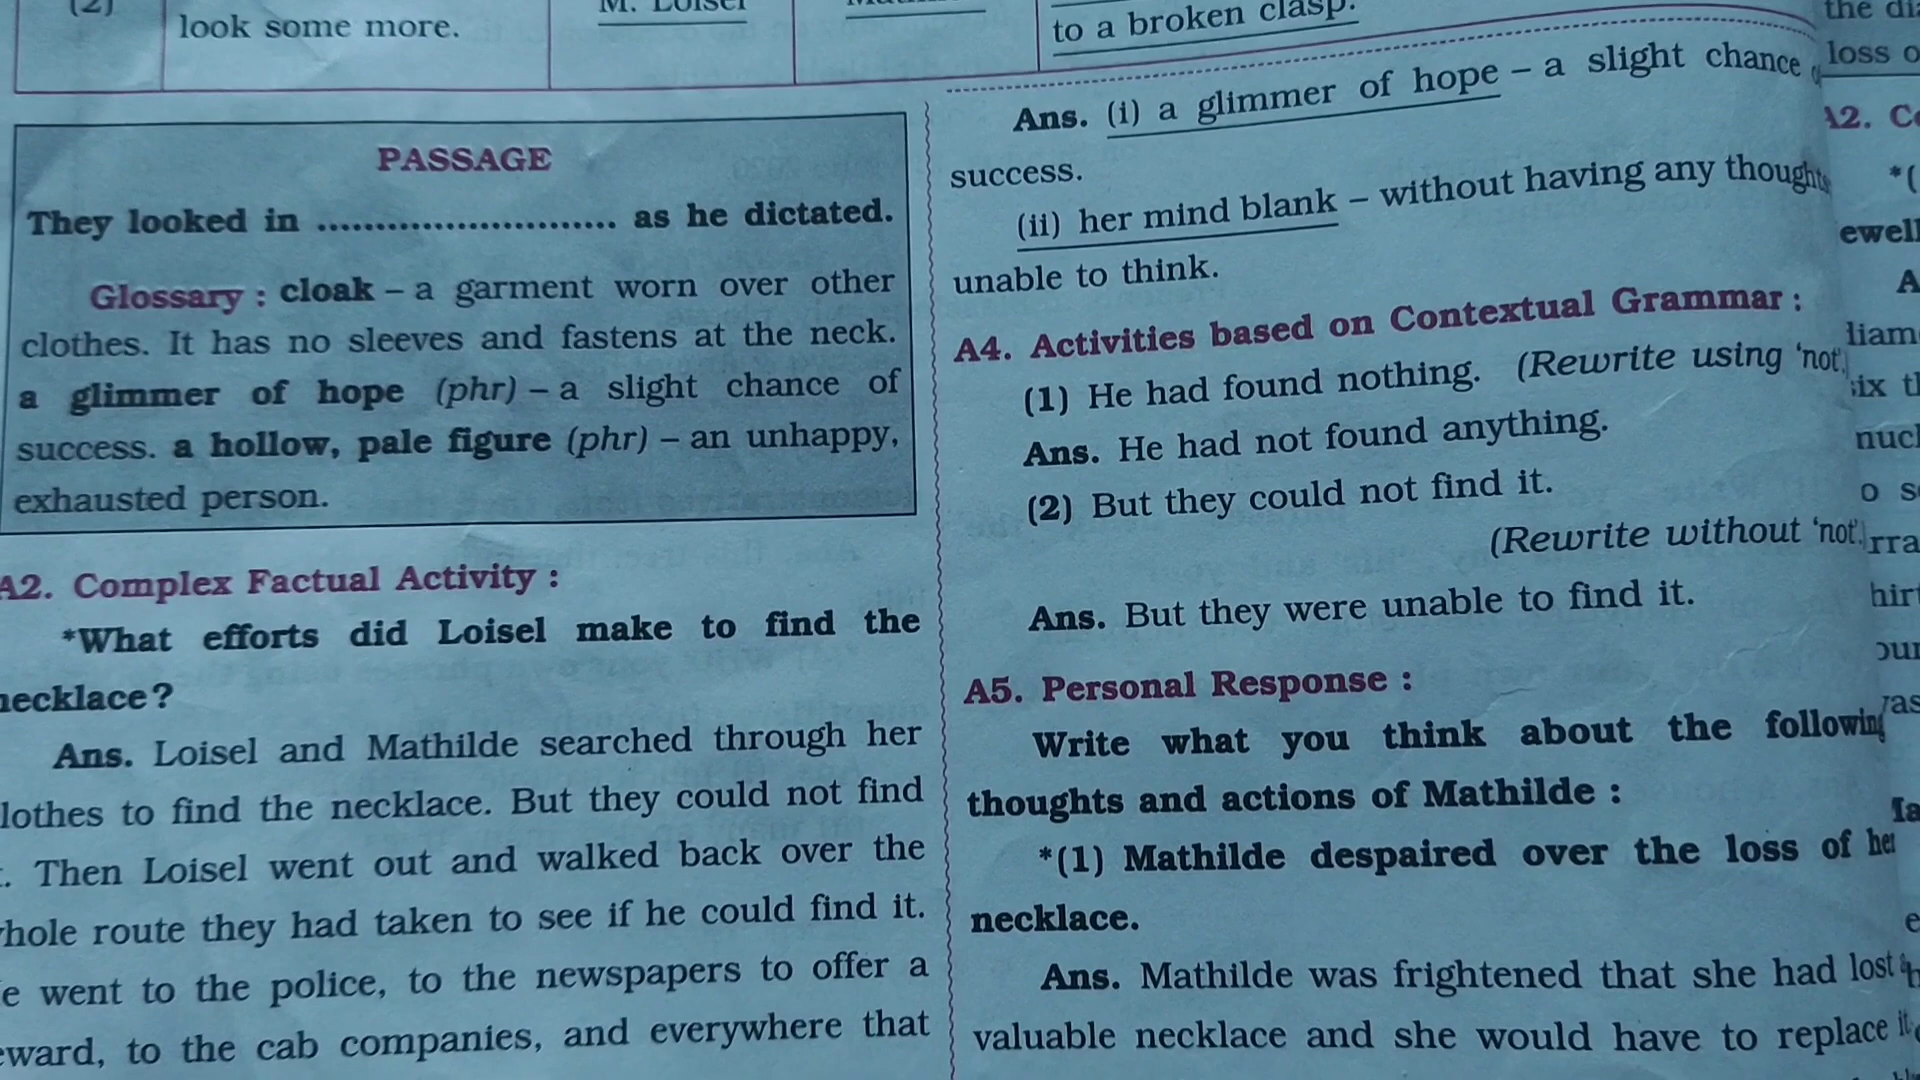 (2)
look some more.
M. Loisel
to a broken clasp.
PASSAGE
They looked in ............................ as he dictated.
Glossary : cloak – a garment worn over other
clothes. It has no sleeves and fastens at the neck.
a glimmer of hope (phr) – a slight chance of
success. a hollow, pale figure (phr) – an unhappy,
exhausted person.
A2. Complex Factual Activity :
*What efforts did Loisel make to find the
necklace?
Ans. Loisel and Mathilde searched through her
lothes to find the necklace. But they could not find
. Then Loisel went out and walked back over the
hole route they had taken to see if he could find it.
e went to the police, to the newspapers to offer a
eward, to the cab companies, and everywhere that
Ans. (i) a glimmer of hope – a slight chance
success.
(ii) her mind blank – without having any thoughts
unable to think.
A4. Activities based on Contextual Grammar :
(1) He had found nothing. (Rewrite using 'not'.
Ans. He had not found anything.
(2) But they could not find it.
(Rewrite without 'not'.
Ans. But they were unable to find it.
A5. Personal Response :
Write what you think about the following
thoughts and actions of Mathilde :
*(1) Mathilde despaired over the loss of her
necklace.
Ans. Mathilde was frightened that she had lost a
valuable necklace and she would have to replace it
the di
loss o
A2. Co
*(
ewell
A
liam
ix t
nuc
o s
rra
hir
our
as
e